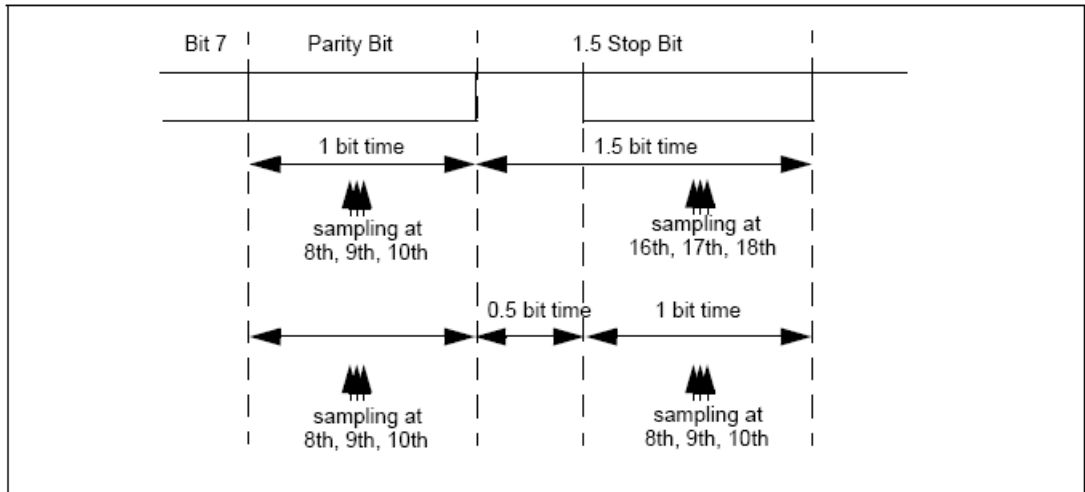 Bit 7 Parity Bit 1.5 Stop Bit
1 bit time 1.5 bit time
sampling at
8th, 9th, 10th
sampling at
16th, 17th, 18th
0.5 bit time 1 bit time
sampling at
8th, 9th, 10th
sampling at
8th, 9th, 10th